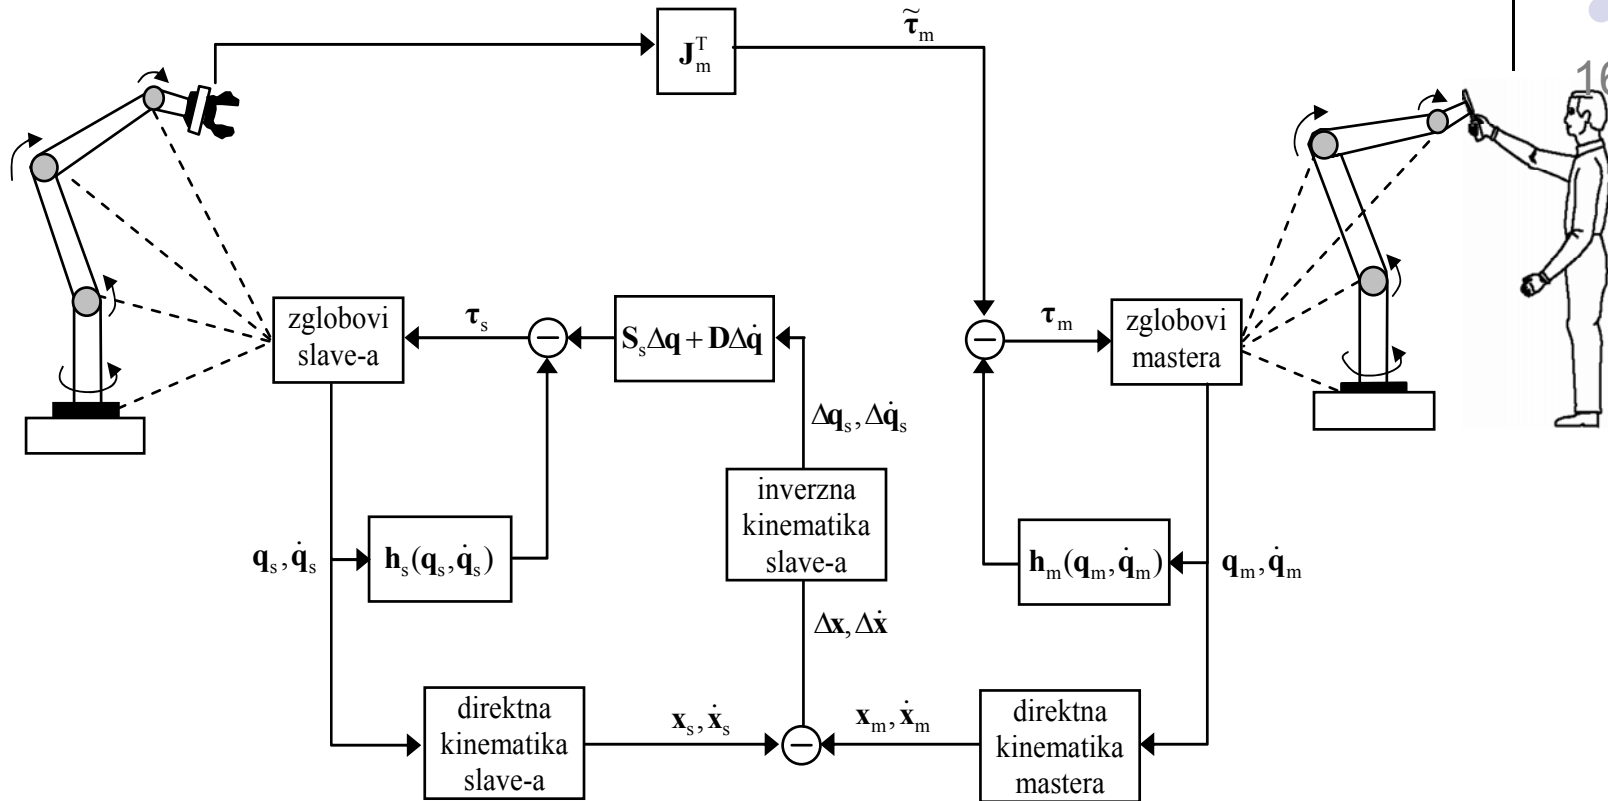 J_m^T
τ̃_m
16
zglobovi
slave-a
τ_s
−
S_sΔq + DΔq̇
−
τ_m
zglobovi
mastera
Δq_s, Δq̇_s
inverzna
kinematika
slave-a
q_s, q̇_s
h_s(q_s, q̇_s)
h_m(q_m, q̇_m)
q_m, q̇_m
Δx, Δẋ
direktna
kinematika
slave-a
x_s, ẋ_s
−
x_m, ẋ_m
direktna
kinematika
mastera